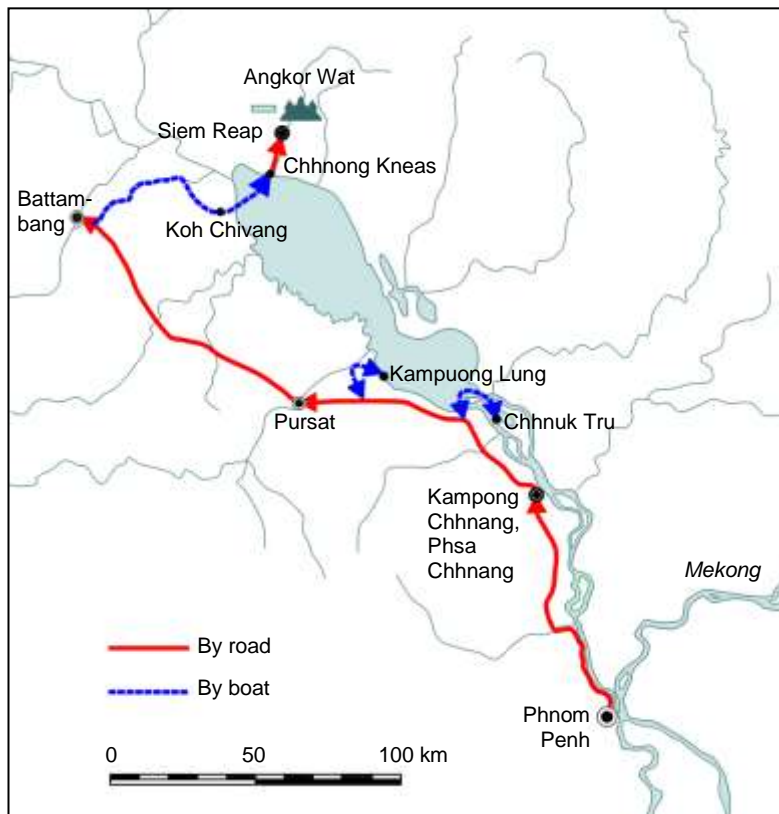 Angkor Wat
Siem Reap
Chhnong Kneas
Battam-
bang
Koh Chivang
Kampuong Lung
Pursat
Chhnuk Tru
Kampong
Chhnang,
Phsa
Chhnang
Mekong
By road
By boat
Phnom
Penh
0 50 100 km